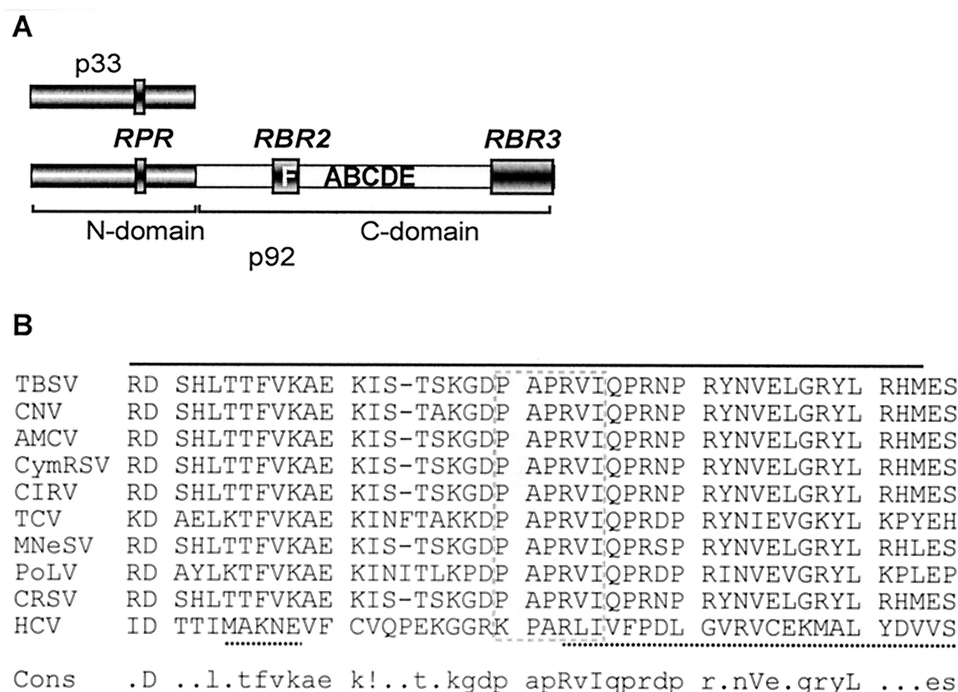 A
p33
RPR RBR2 RBR3
F ABCDE
N-domain C-domain
p92
B
TBSV RD SHLTTFVKAE KIS-TSKGDP APRVIQPRNP RYNVELGRYL RHMES
CNV RD SHLTTFVKAE KIS-TAKGDP APRVIQPRNP RYNVELGRYL RHMES
AMCV RD SHLTTFVKAE KIS-TSKGDP APRVIQPRNP RYNVELGRYL RHMES
CymRSV RD SHLTTFVKAE KIS-TSKGDP APRVIQPRNP RYNVELGRYL RHMES
CIRV RD SHLTTFVKAE KIS-TSKGDP APRVIQPRNP RYNVELGRYL RHMES
TCV KD AELKTFVKAE KINFTAKKDP APRVIQPRDP RYNIEVGKYL KPYEH
MNeSV RD SHLTTFVKAE KIS-TSKGDP APRVIQPRSP RYNVELGRYL RHLES
PoLV RD AYLKTFVKAE KINITLKPDP APRVIQPRDP RINVEVGRYL KPLEP
CRSV RD SHLTTFVKAE KIS-TSKGDP APRVIQPRNP RYNVELGRYL RHMES
HCV ID TTIMAKNEVF CVQPEKGGRK PARLIVFPDL GVRVCEKMAL YDVVS
Cons .D ..l.tfvkae k!..t.kgdp apRvIqprdp r.nVe.gryL ...es